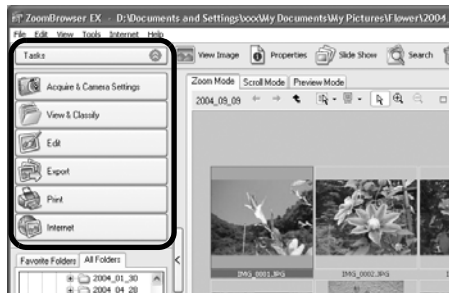 ZoomBrowser EX - D:\Documents and Settings\xxx\My Documents\My Pictures\Flower\2004
File Edit View Tools Internet Help
Tasks
View Image Properties Slide Show Search
Acquire & Camera Settings
View & Classify
Edit
Export
Print
Internet
Zoom Mode Scroll Mode Preview Mode
2004_09_09
IMG_0001.JPG IMG_0002.JPG
Favorite Folders All Folders
2004_01_30
2004_04_28